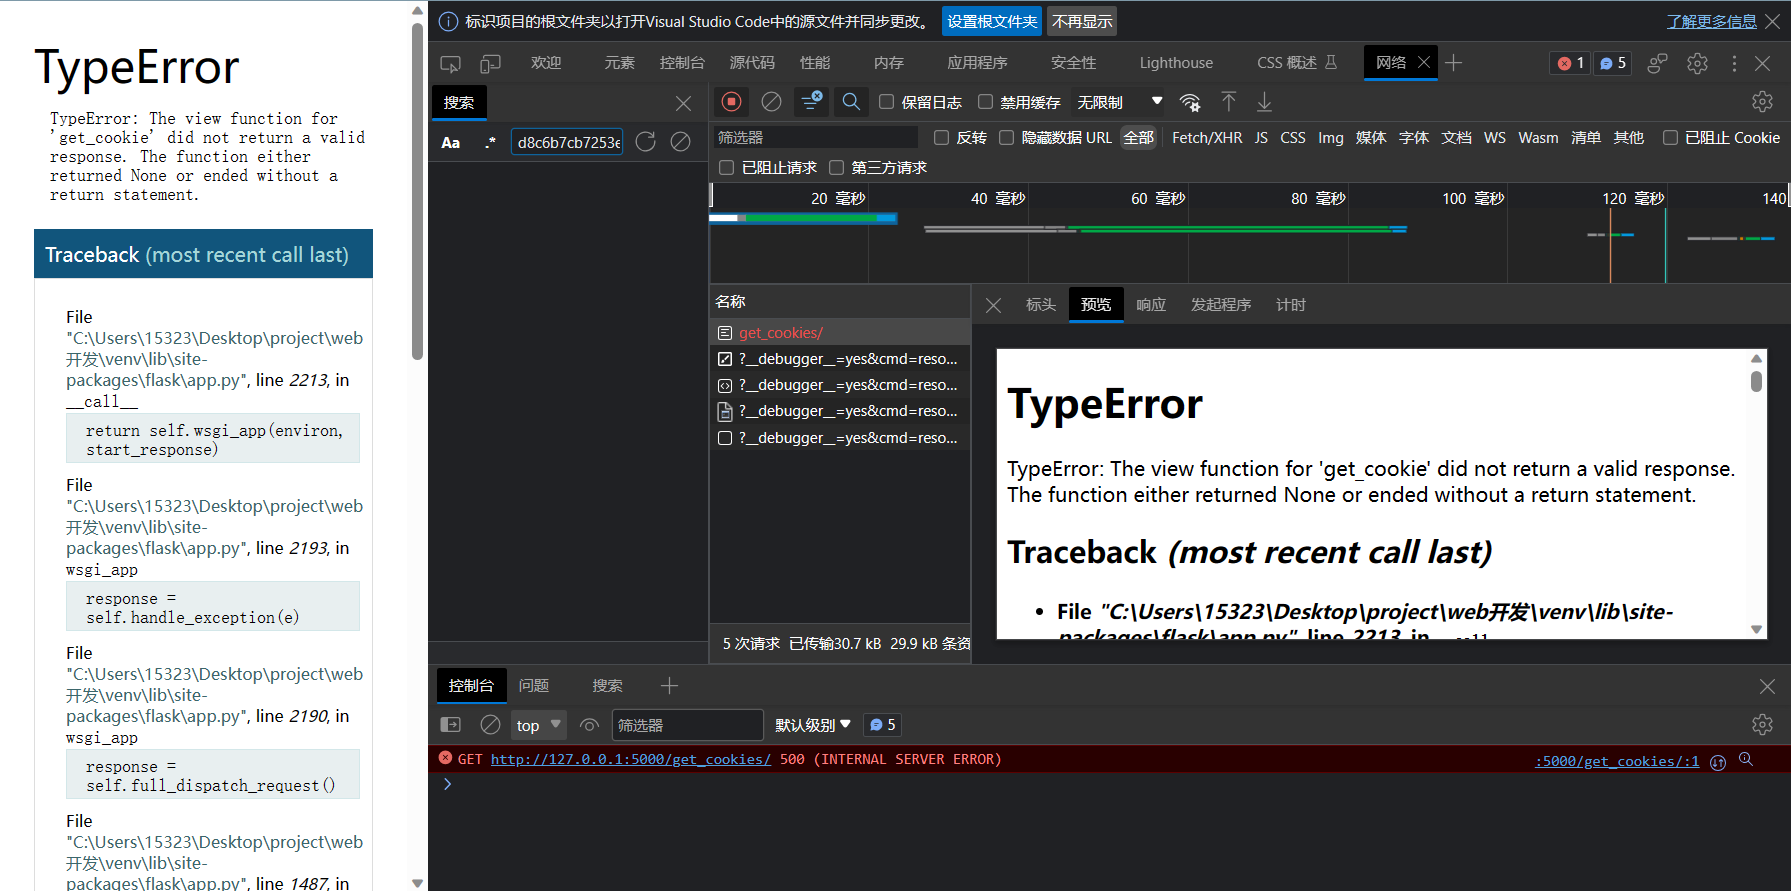 TypeError
TypeError: The view function for
'get_cookie' did not return a valid
response. The function either
returned None or ended without a
return statement.
Traceback (most recent call last)
File
"C:\Users\15323\Desktop\project\web
开发\venv\lib\site-
packages\flask\app.py", line 2213, in
__call__
return self.wsgi_app(environ,
start_response)
File
"C:\Users\15323\Desktop\project\web
开发\venv\lib\site-
packages\flask\app.py", line 2193, in
wsgi_app
response =
self.handle_exception(e)
File
"C:\Users\15323\Desktop\project\web
开发\venv\lib\site-
packages\flask\app.py", line 2190, in
wsgi_app
response =
self.full_dispatch_request()
File
"C:\Users\15323\Desktop\project\web
开发\venv\lib\site-
packages\flask\app.py", line 1487, in
标识项目的根文件夹以打开Visual Studio Code中的源文件并同步更改。 设置根文件夹 不再显示 了解更多信息
欢迎 元素 控制台 源代码 性能 内存 应用程序 安全性 Lighthouse CSS 概述 网络 1 5
搜索
Aa .* d8c6b7cb7253e
保留日志 禁用缓存 无限制
筛选器 反转 隐藏数据 URL 全部 Fetch/XHR JS CSS Img 媒体 字体 文档 WS Wasm 清单 其他 已阻止 Cookie
已阻止请求 第三方请求
20 毫秒 40 毫秒 60 毫秒 80 毫秒 100 毫秒 120 毫秒 140
名称
get_cookies/
?__debugger__=yes&cmd=reso...
?__debugger__=yes&cmd=reso...
?__debugger__=yes&cmd=reso...
?__debugger__=yes&cmd=reso...
5 次请求 已传输30.7 kB 29.9 kB 条资
标头 预览 响应 发起程序 计时
TypeError
TypeError: The view function for 'get_cookie' did not return a valid response.
The function either returned None or ended without a return statement.
Traceback (most recent call last)
• File "C:\Users\15323\Desktop\project\web开发\venv\lib\site-
packages\flask\app.py", line 2213, in
控制台 问题 搜索
top 筛选器 默认级别 5
GET http://127.0.0.1:5000/get_cookies/ 500 (INTERNAL SERVER ERROR) :5000/get_cookies/:1